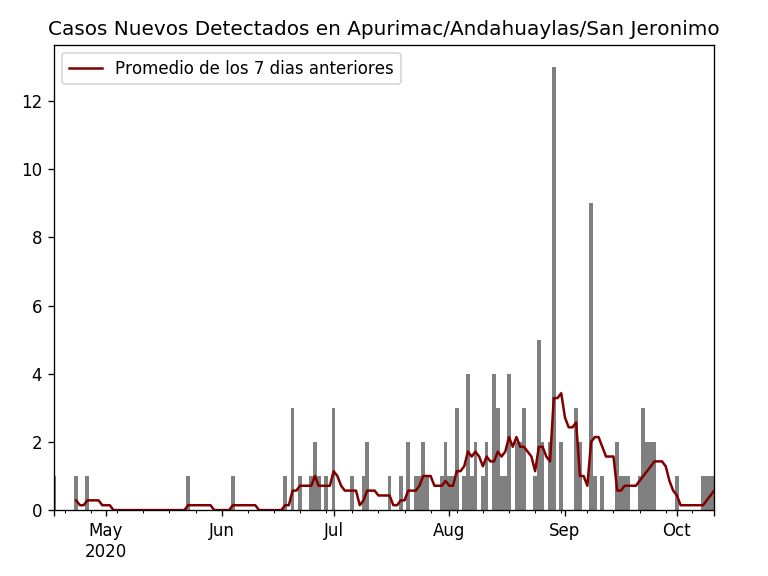 Casos Nuevos Detectados en Apurimac/Andahuaylas/San Jeronimo
Promedio de los 7 dias anteriores
12
10
8
6
4
2
0
May Jun Jul Aug Sep Oct
2020